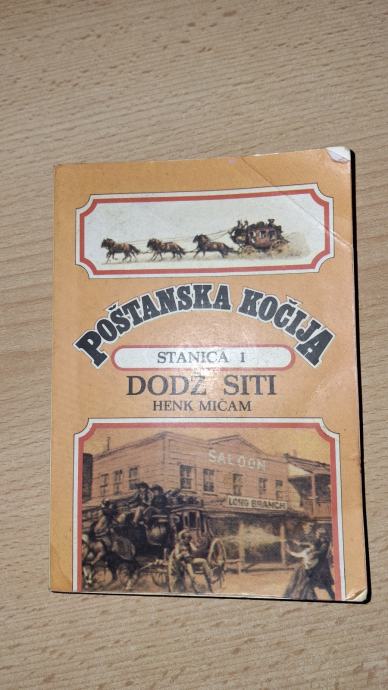 POŠTANSKA KOČIJA
STANICA 1
DODŽ SITI
HENK MIČAM
SALOON
LONG BRANCH